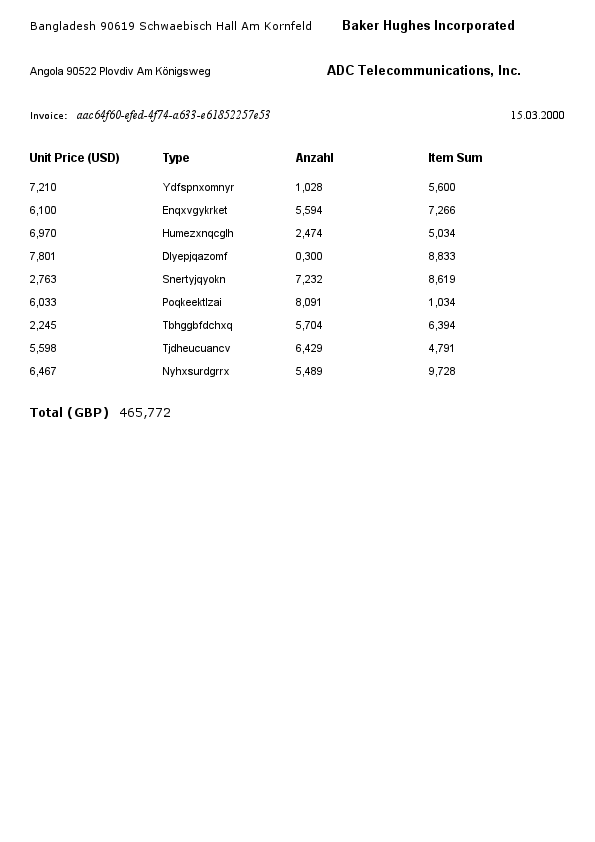 Bangladesh 90619 Schwaebisch Hall Am Kornfeld Baker Hughes Incorporated
Angola 90522 Plovdiv Am Königsweg ADC Telecommunications, Inc.
Invoice: aac64f60-efed-4f74-a633-e61852257e53 15.03.2000
Unit Price (USD) Type Anzahl Item Sum
7,210 Ydfspnxomnyr 1,028 5,600
6,100 Enqxvgykrket 5,594 7,266
6,970 Humezxnqcglh 2,474 5,034
7,801 Dlyepjqazomf 0,300 8,833
2,763 Snertyjqyokn 7,232 8,619
6,033 Poqkeektlzai 8,091 1,034
2,245 Tbhggbfdchxq 5,704 6,394
5,598 Tjdheucuancv 6,429 4,791
6,467 Nyhxsurdgrrx 5,489 9,728
Total (GBP) 465,772